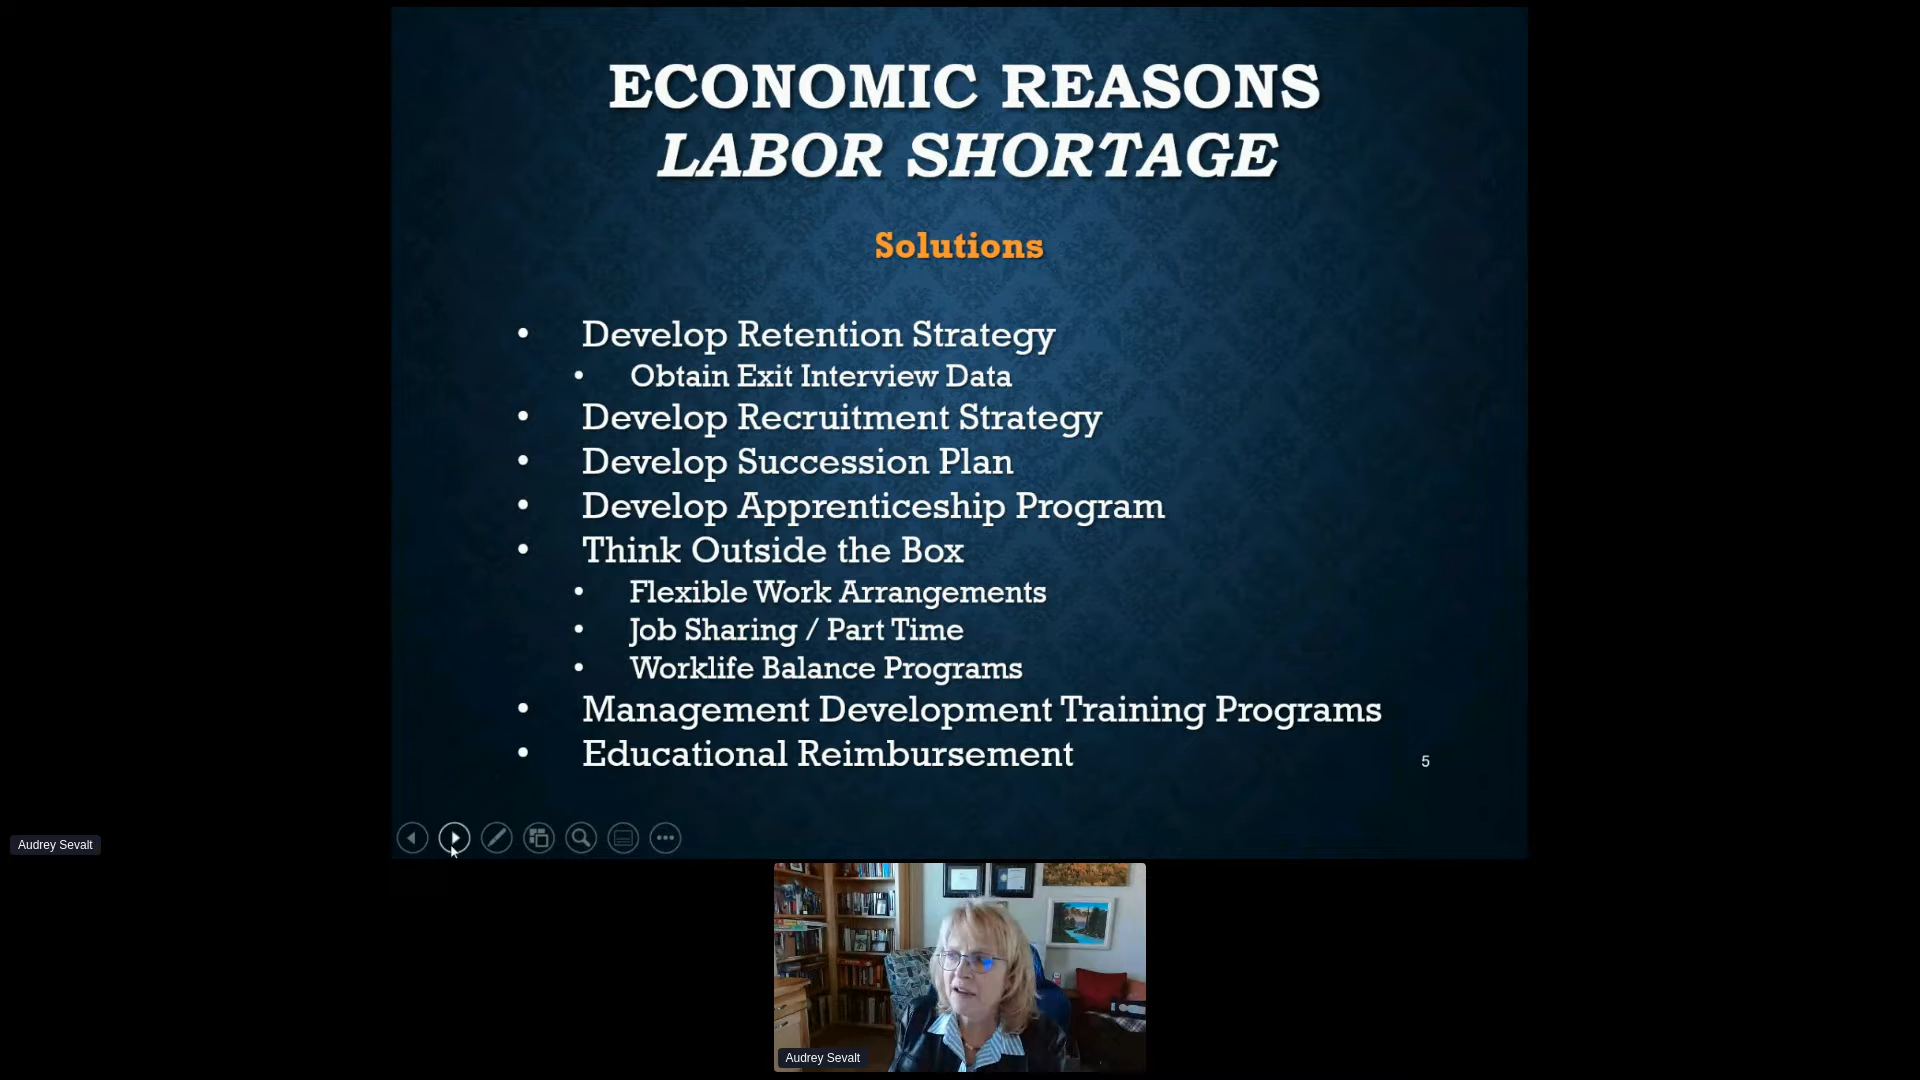 ECONOMIC REASONS
LABOR SHORTAGE
Solutions
• Develop Retention Strategy
• Obtain Exit Interview Data
• Develop Recruitment Strategy
• Develop Succession Plan
• Develop Apprenticeship Program
• Think Outside the Box
• Flexible Work Arrangements
• Job Sharing / Part Time
• Worklife Balance Programs
• Management Development Training Programs
• Educational Reimbursement
5
Audrey Sevalt
Audrey Sevalt